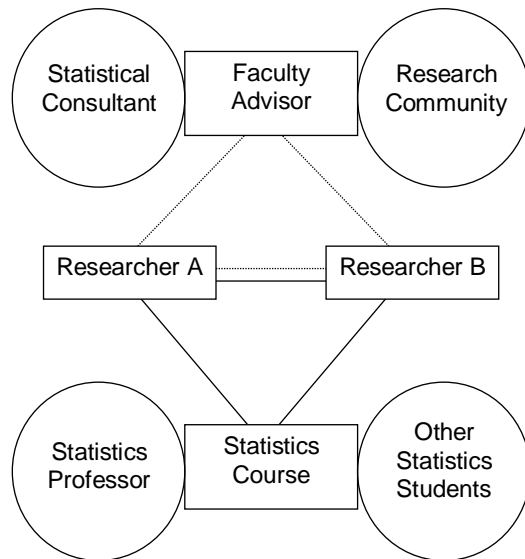 Statistical
Consultant
Faculty
Advisor
Research
Community
Researcher A
Researcher B
Statistics
Professor
Statistics
Course
Other
Statistics
Students